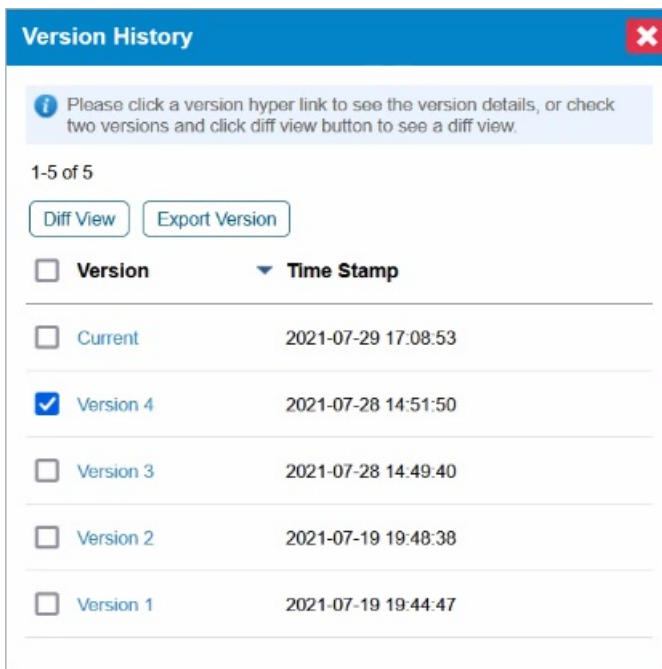 Version History
Please click a version hyper link to see the version details, or check
two versions and click diff view button to see a diff view.
1-5 of 5
Diff View Export Version
Version Time Stamp
Current 2021-07-29 17:08:53
Version 4 2021-07-28 14:51:50
Version 3 2021-07-28 14:49:40
Version 2 2021-07-19 19:48:38
Version 1 2021-07-19 19:44:47